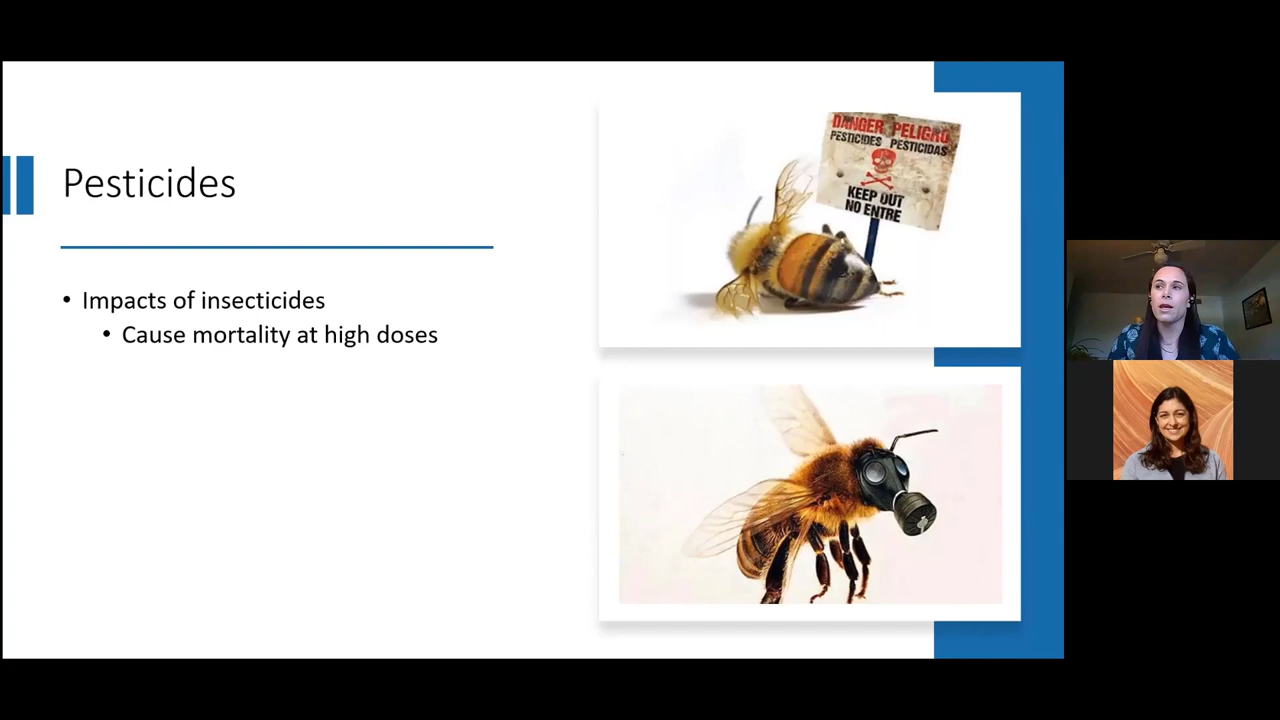 Pesticides
• Impacts of insecticides
• Cause mortality at high doses
DANGER PELIGRO
PESTICIDES PESTICIDAS
KEEP OUT
NO ENTRE